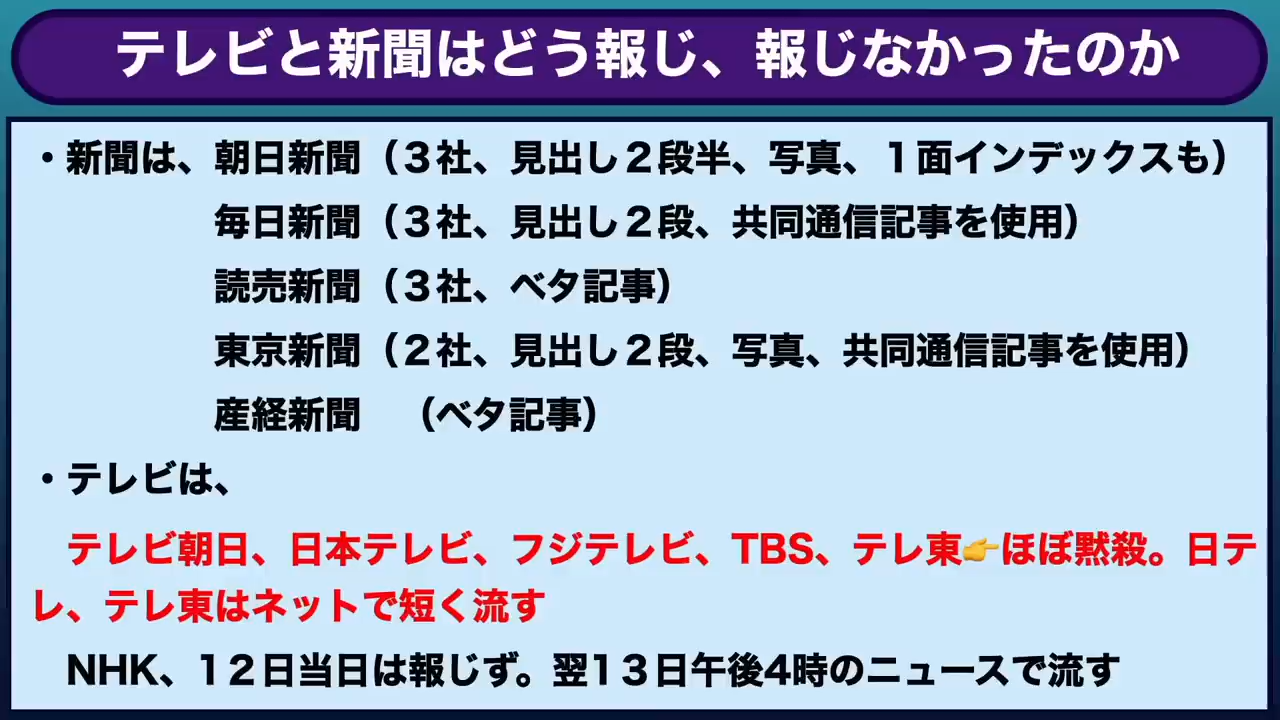 テレビと新聞はどう報じ、報じなかったのか
・新聞は、朝日新聞（３社、見出し２段半、写真、１面インデックスも）
毎日新聞（３社、見出し２段、共同通信記事を使用）
読売新聞（３社、ベタ記事）
東京新聞（２社、見出し２段、写真、共同通信記事を使用）
産経新聞　（ベタ記事）
・テレビは、
テレビ朝日、日本テレビ、フジテレビ、TBS、テレ東👉ほぼ黙殺。日テ
レ、テレ東はネットで短く流す
NHK、１２日当日は報じず。翌１３日午後4時のニュースで流す